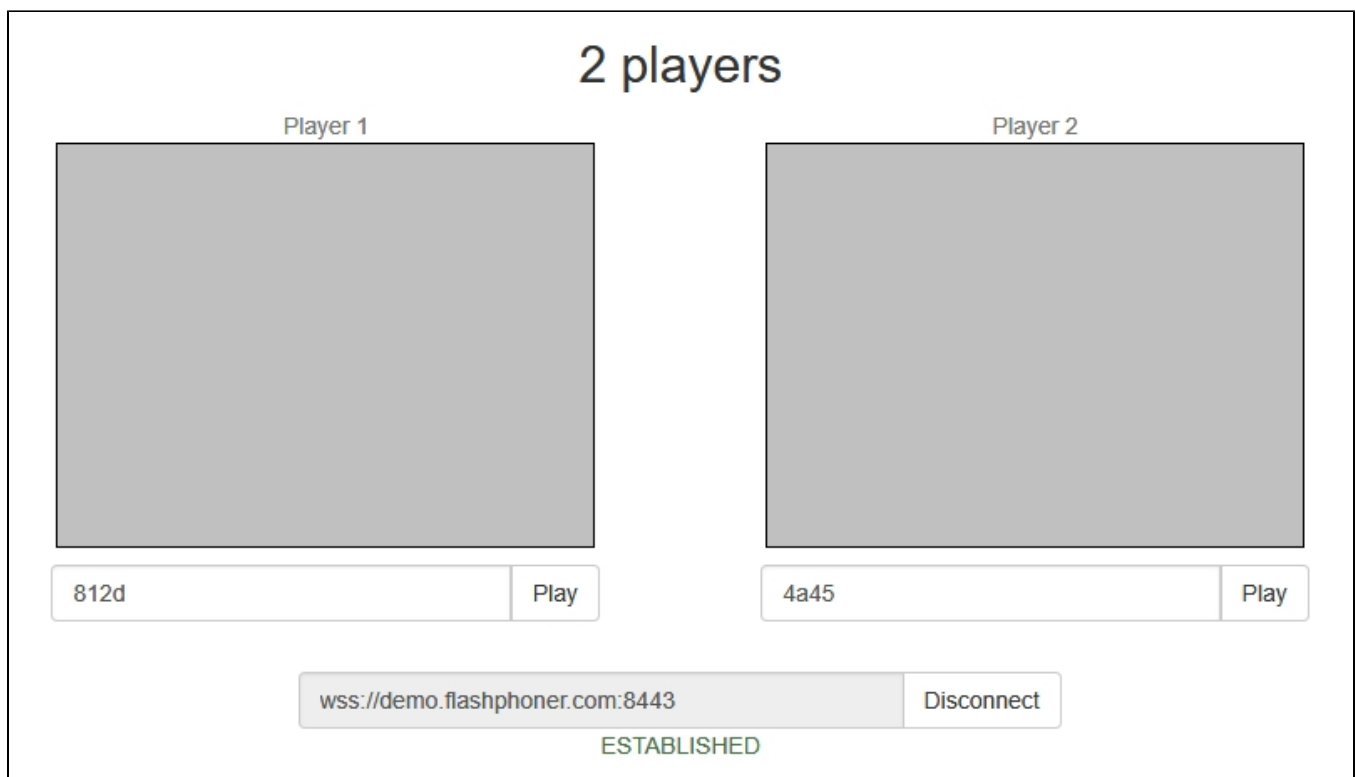 2 players
Player 1
Player 2
812d
Play
4a45
Play
wss://demo.flashphoner.com:8443
Disconnect
ESTABLISHED